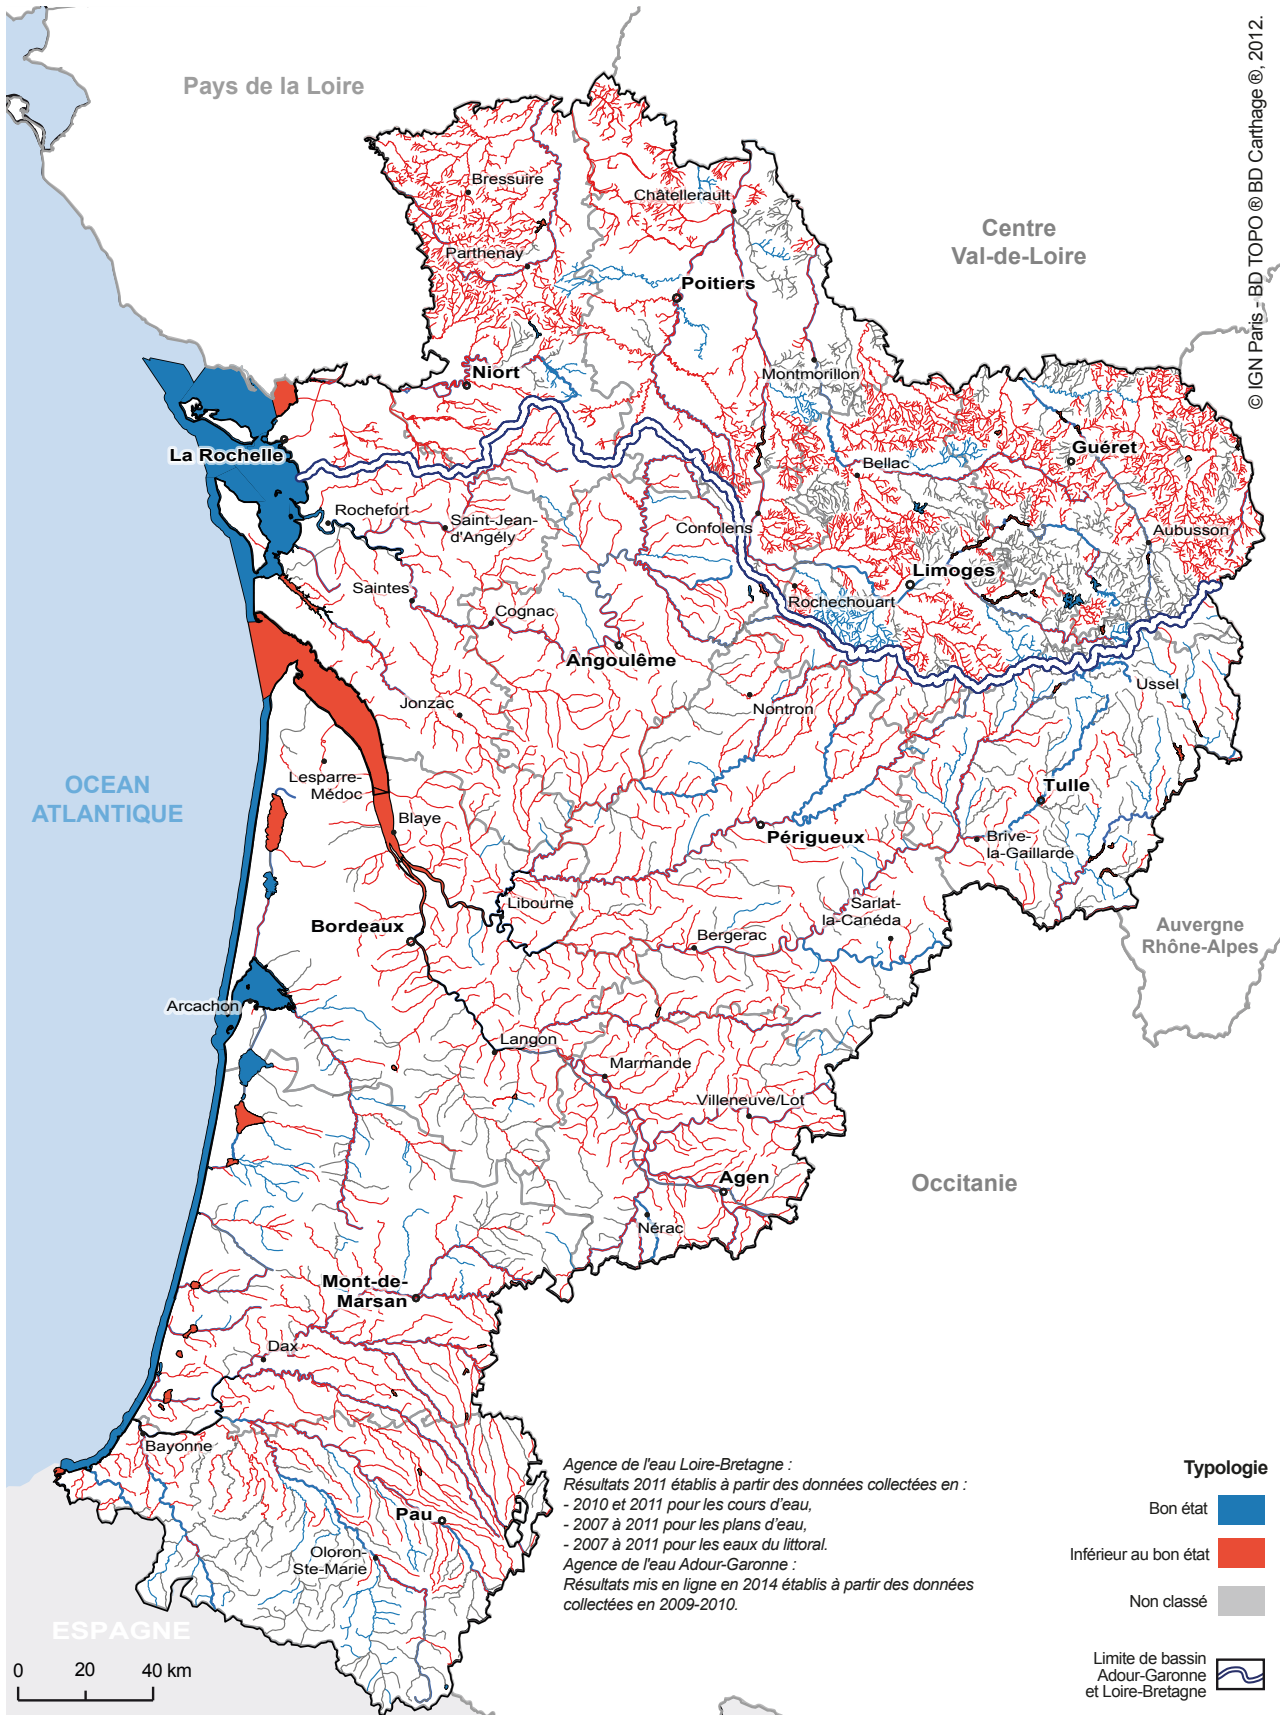 © IGN Paris - BD TOPO ® BD Carthage ®, 2012.
Pays de la Loire
Bressuire
Châtellerault
Centre
Val-de-Loire
Parthenay
Poitiers
Niort
Montmorillon
La Rochelle
Guéret
Bellac
Rochefort
Saint-Jean-
d'Angély
Confolens
Aubusson
Limoges
Saintes
Rochechouart
Cognac
Angoulême
Ussel
Jonzac
Nontron
OCEAN
ATLANTIQUE
Lesparre-
Médoc
Tulle
Blaye
Périgueux
Brive-
la-Gaillarde
Libourne
Sarlat-
la-Canéda
Bordeaux
Bergerac
Auvergne
Rhône-Alpes
Arcachon
Langon
Marmande
Villeneuve/Lot
Agen
Occitanie
Nérac
Mont-de-
Marsan
Dax
Bayonne
Pau
Oloron-
Ste-Marie
ESPAGNE
0 20 40 km
Agence de l'eau Loire-Bretagne :
Résultats 2011 établis à partir des données collectées en :
- 2010 et 2011 pour les cours d'eau,
- 2007 à 2011 pour les plans d'eau,
- 2007 à 2011 pour les eaux du littoral.
Agence de l'eau Adour-Garonne :
Résultats mis en ligne en 2014 établis à partir des données
collectées en 2009-2010.
Typologie
Bon état
Inférieur au bon état
Non classé
Limite de bassin
Adour-Garonne
et Loire-Bretagne